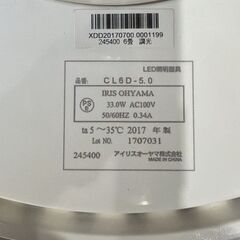 XDD20170700 0001199
245400 6畳 調光
LED照明器具
CL6D-5.0
IRIS OHYAMA
33.0W AC100V
50/60HZ 0.34A
ta 5～35℃ 2017 年製
Lot NO. 1707031
245400 アイリスオーヤマ株式会社
MADE IN CHINA